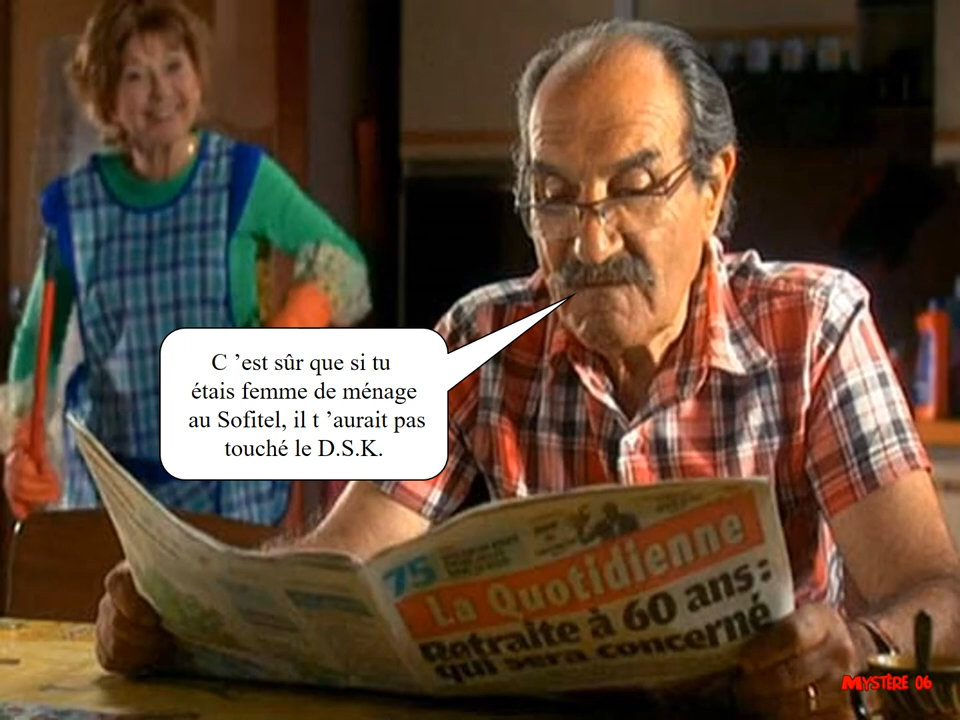 C ’est sûr que si tu
étais femme de ménage
au Sofitel, il t ’aurait pas
touché le D.S.K.
75
La Quotidienne
Retraite à 60 ans :
qui sera concerné
MYSTÈRE 06